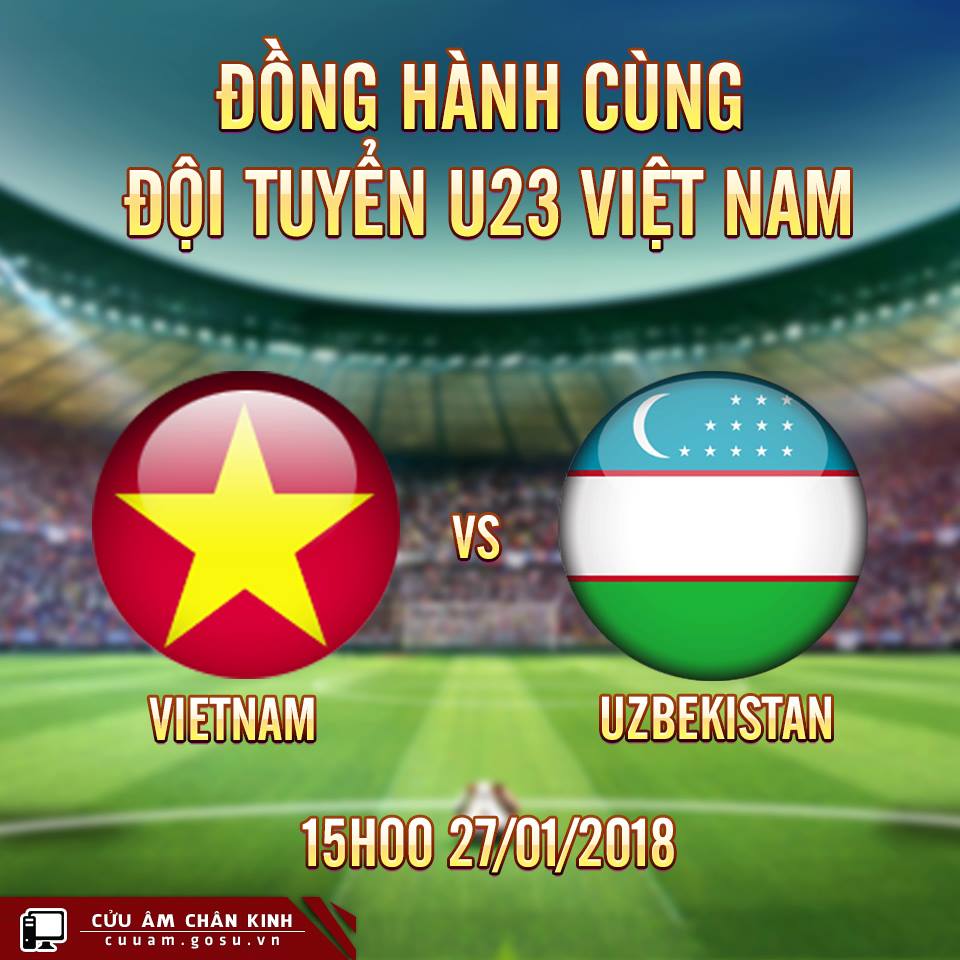 ĐỒNG HÀNH CÙNG
ĐỘI TUYỂN U23 VIỆT NAM
VS
VIETNAM
UZBEKISTAN
15H00 27/01/2018
CỬU ÂM CHÂN KINH
cuuam.gosu.vn